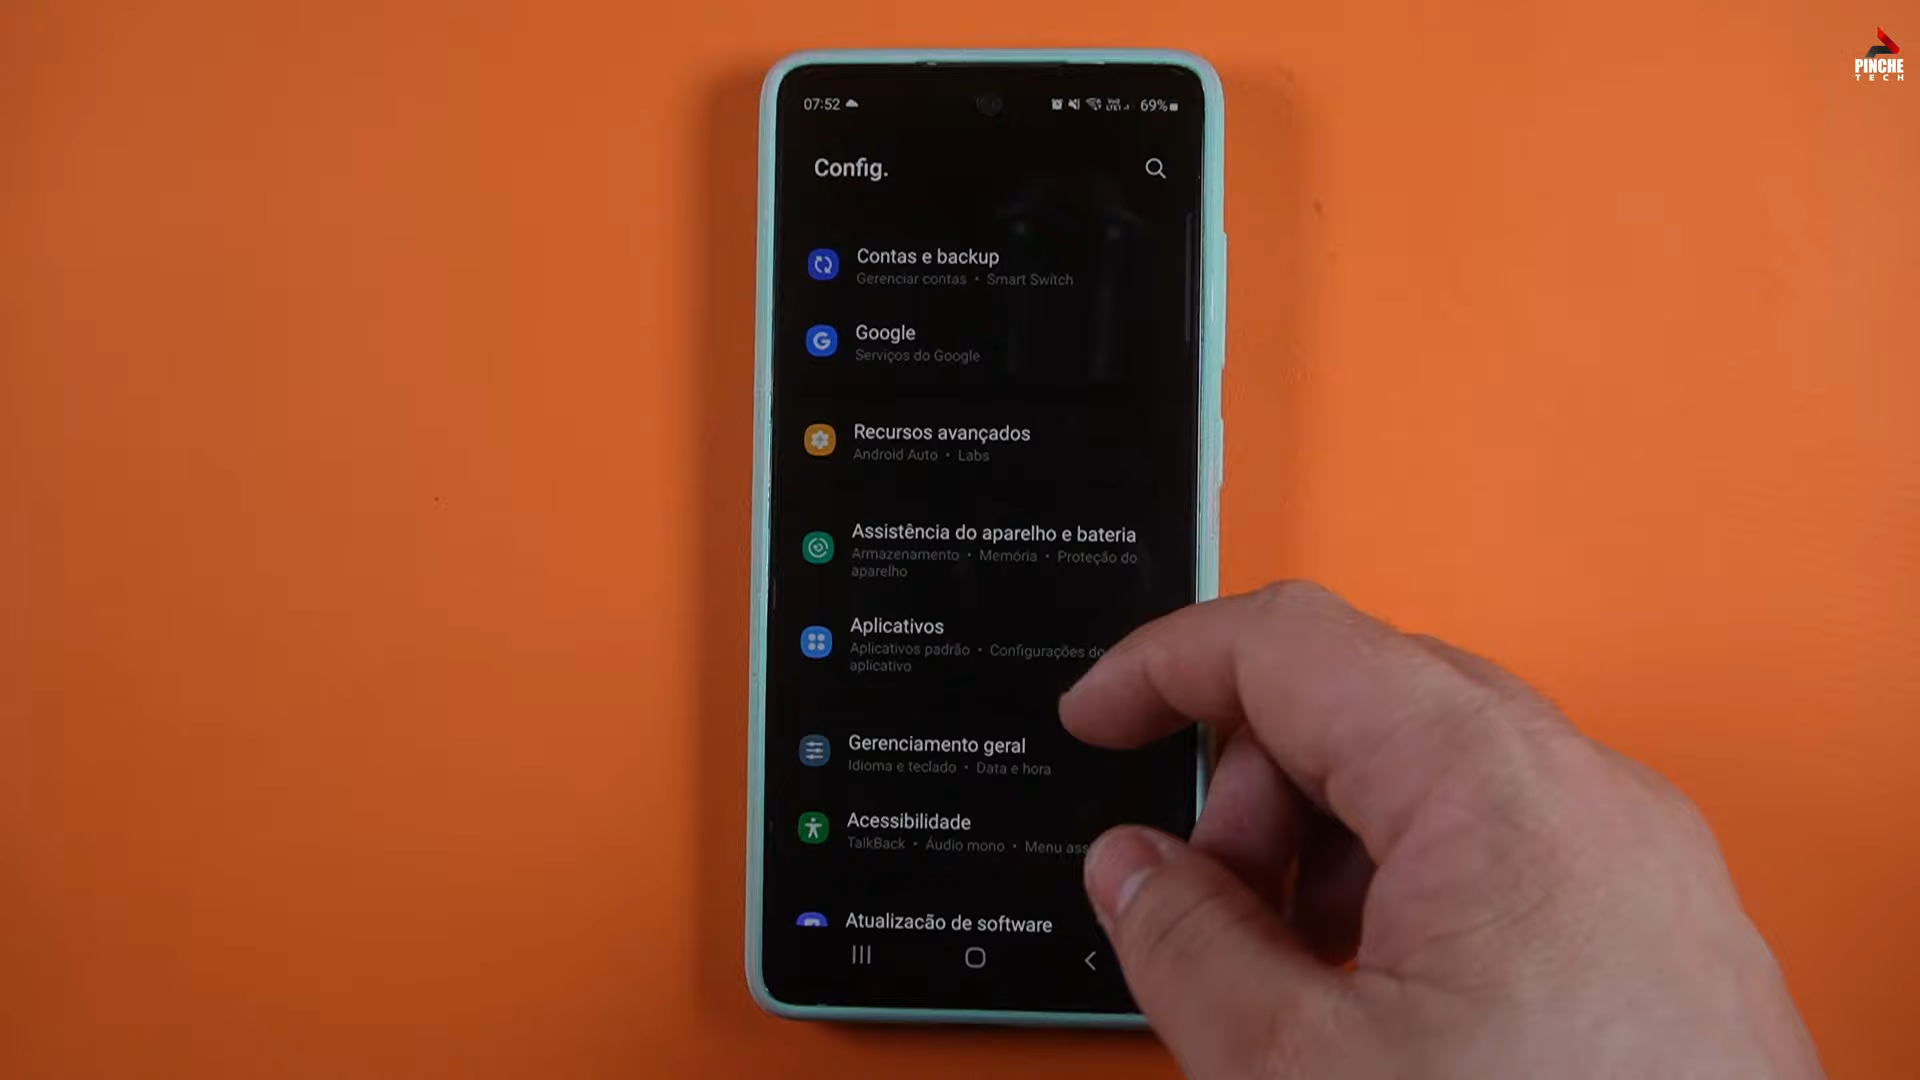 PINCHE
TECH
07:52
69%
Config.
Contas e backup
Gerenciar contas • Smart Switch
Google
Serviços do Google
Recursos avançados
Android Auto • Labs
Assistência do aparelho e bateria
Armazenamento • Memória • Proteção do
aparelho
Aplicativos
Aplicativos padrão • Configurações do
aplicativo
Gerenciamento geral
Idioma e teclado • Data e hora
Acessibilidade
TalkBack • Áudio mono • Menu ass
Atualização de software